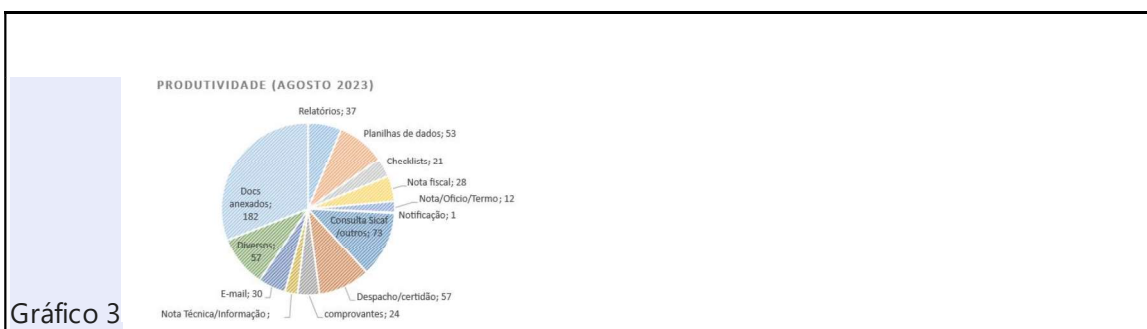 PRODUTIVIDADE (AGOSTO 2023)
Relatórios; 37
Planilhas de dados; 53
Checklists; 21
Nota fiscal; 28
Nota/Oficio/Termo; 12
Notificação; 1
Consulta Sicaf
/outros; 73
Despacho/certidão; 57
comprovantes; 24
Nota Técnica/Informação ;
E-mail; 30
Diversos;
57
Docs
anexados;
182
Gráfico 3